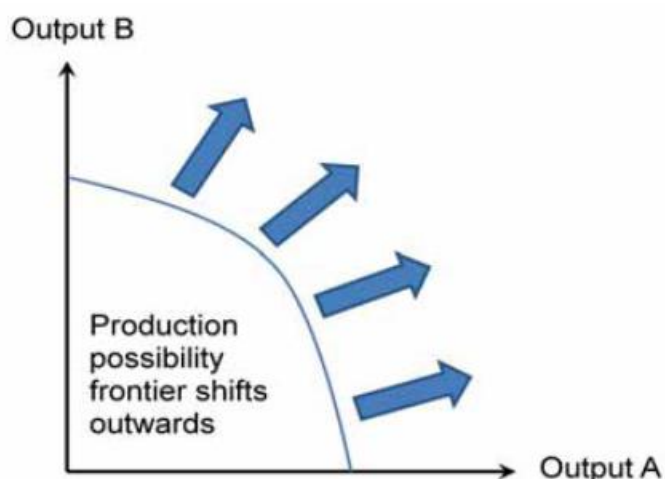 Output B
Production
possibility
frontier shifts
outwards
Output A